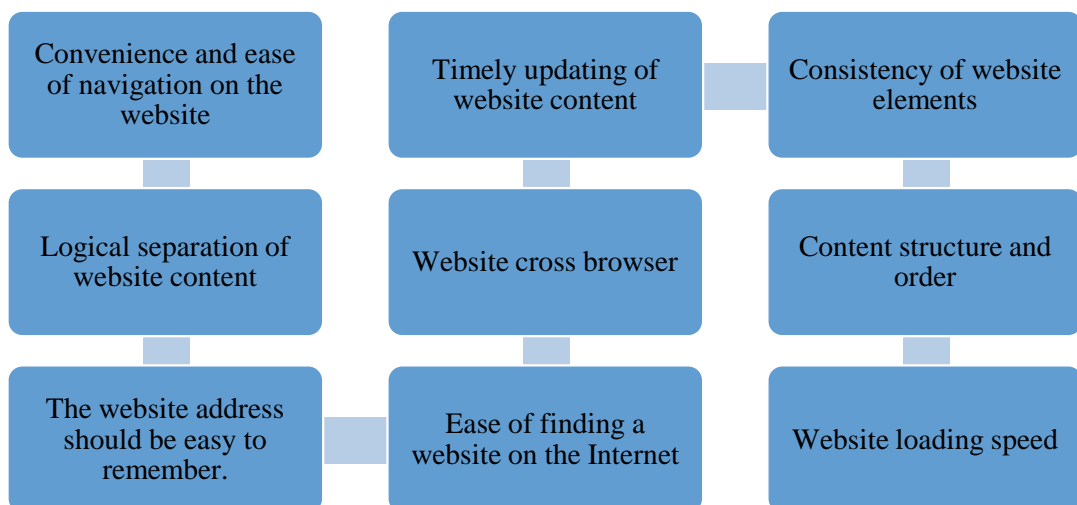 Convenience and ease
of navigation on the
website
Logical separation of
website content
The website address
should be easy to
remember.
Ease of finding a
website on the Internet
Website cross browser
Timely updating of
website content
Consistency of website
elements
Content structure and
order
Website loading speed